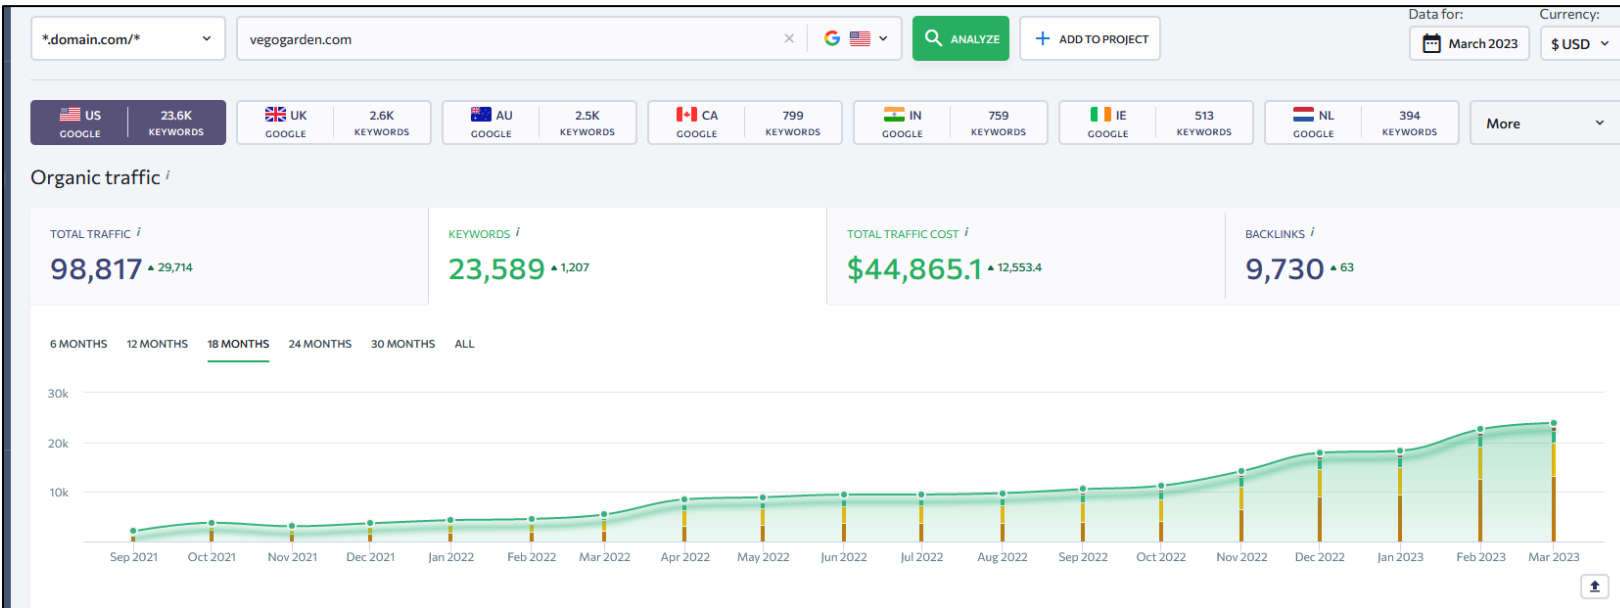 Data for: Currency:
*.domain.com/* vegogarden.com ANALYZE ADD TO PROJECT March 2023 $ USD
US GOOGLE 23.6K KEYWORDS
UK GOOGLE 2.6K KEYWORDS
AU GOOGLE 2.5K KEYWORDS
CA GOOGLE 799 KEYWORDS
IN GOOGLE 759 KEYWORDS
IE GOOGLE 513 KEYWORDS
NL GOOGLE 394 KEYWORDS
More
Organic traffic i
TOTAL TRAFFIC i
98,817 29,714
KEYWORDS i
23,589 1,207
TOTAL TRAFFIC COST i
$44,865.1 12,553.4
BACKLINKS i
9,730 63
6 MONTHS 12 MONTHS 18 MONTHS 24 MONTHS 30 MONTHS ALL
30k
20k
10k
Sep 2021 Oct 2021 Nov 2021 Dec 2021 Jan 2022 Feb 2022 Mar 2022 Apr 2022 May 2022 Jun 2022 Jul 2022 Aug 2022 Sep 2022 Oct 2022 Nov 2022 Dec 2022 Jan 2023 Feb 2023 Mar 2023